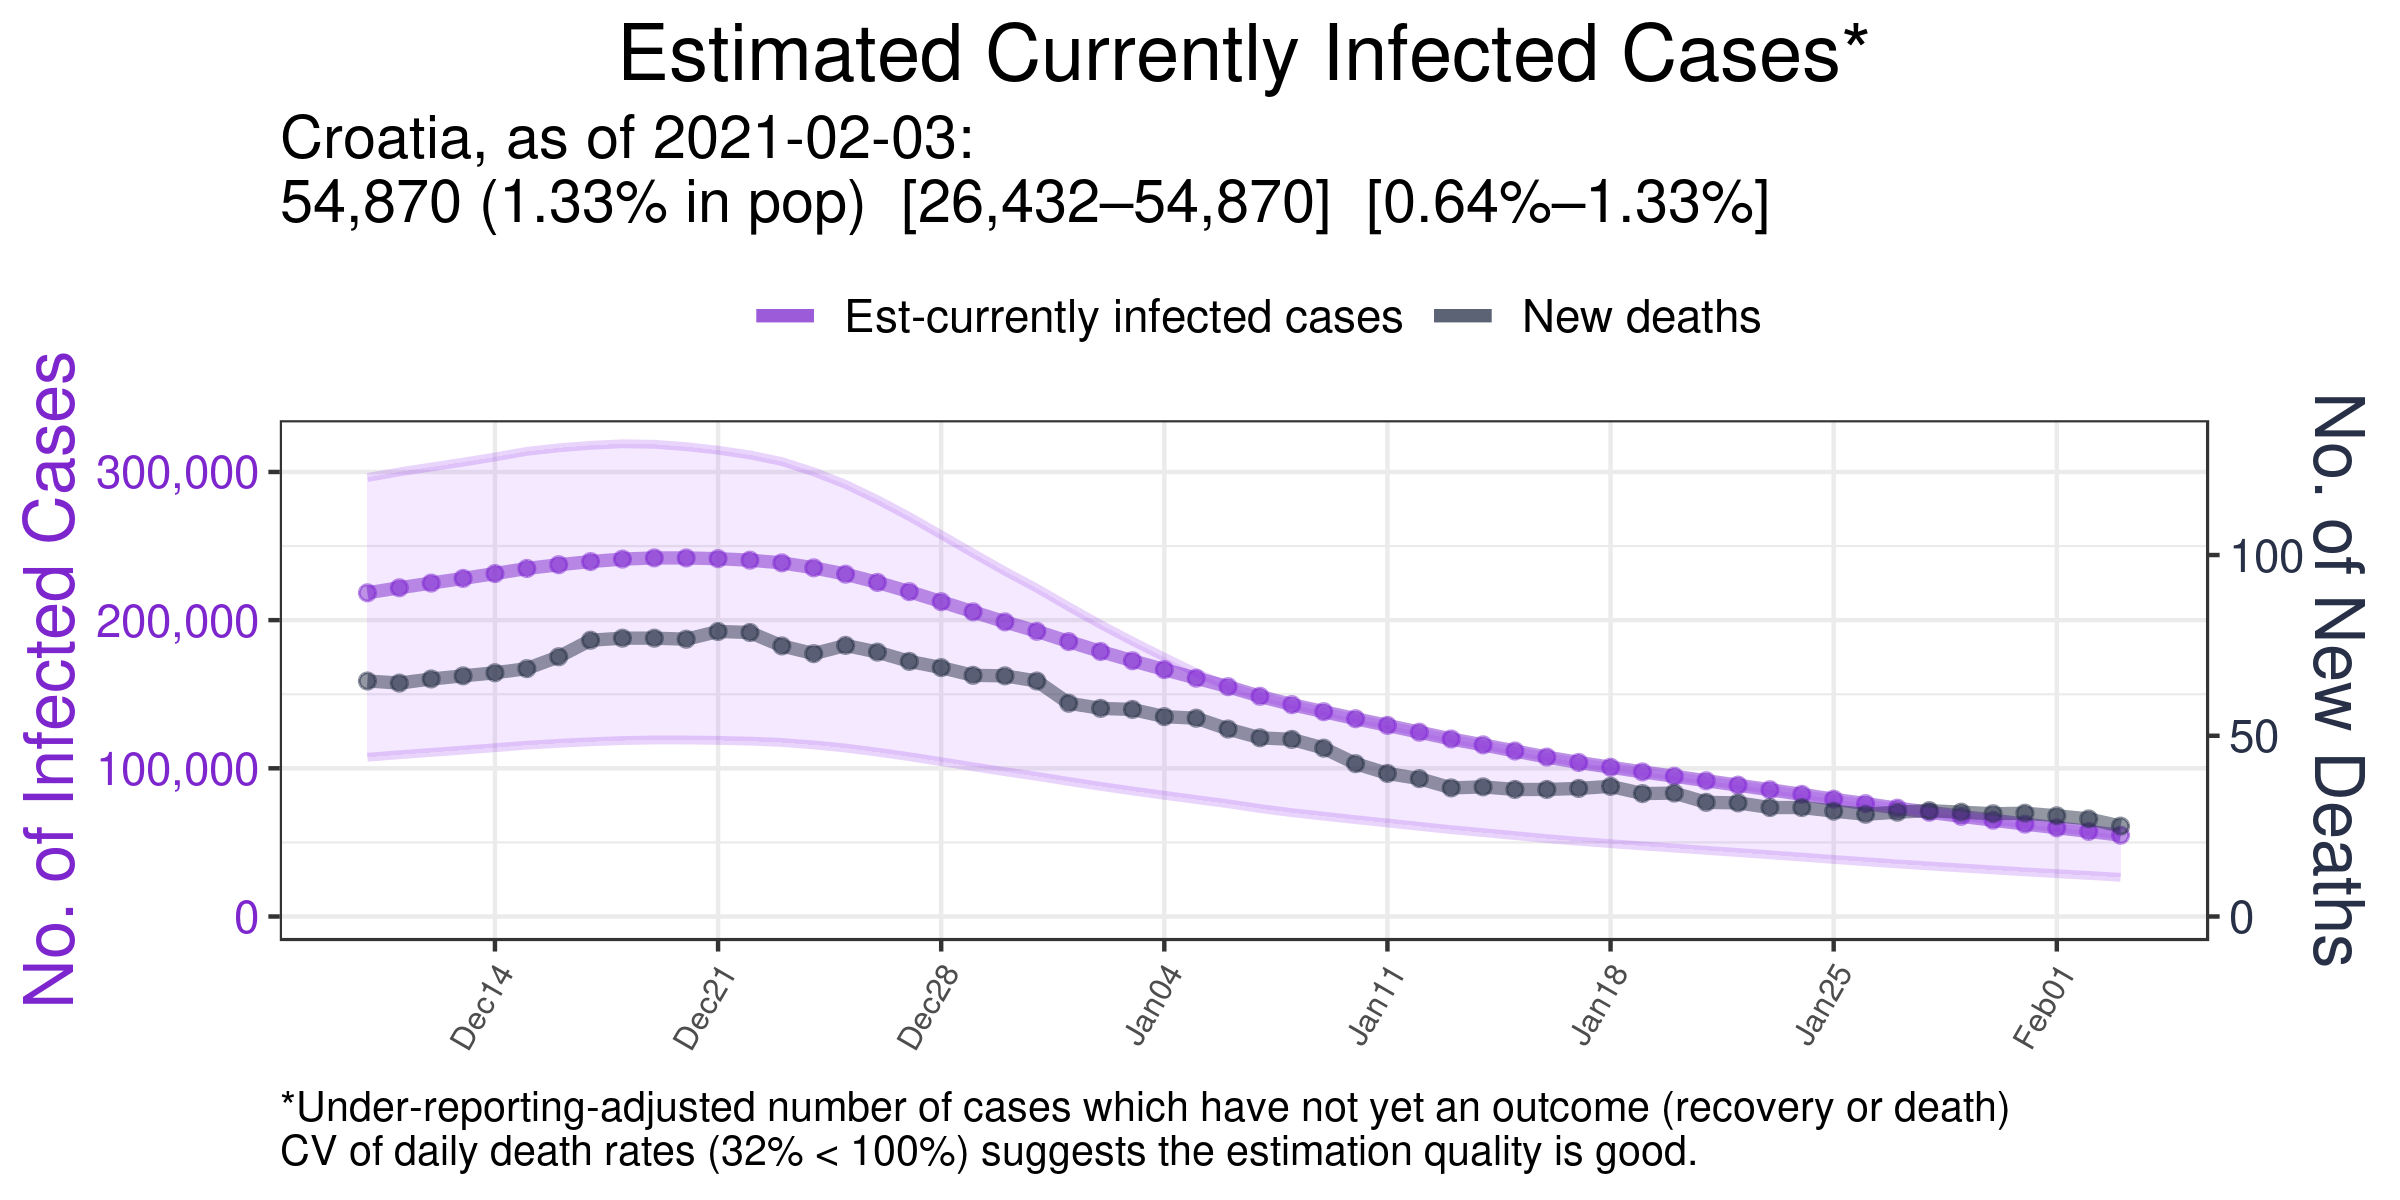 Estimated Currently Infected Cases*
Croatia, as of 2021-02-03:
54,870 (1.33% in pop)  [26,432–54,870]  [0.64%–1.33%]
Est-currently infected cases
New deaths
No. of Infected Cases
300,000
200,000
100,000
0
No. of New Deaths
100
50
0
Dec14
Dec21
Dec28
Jan04
Jan11
Jan18
Jan25
Feb01
*Under-reporting-adjusted number of cases which have not yet an outcome (recovery or death)
CV of daily death rates (32% < 100%) suggests the estimation quality is good.